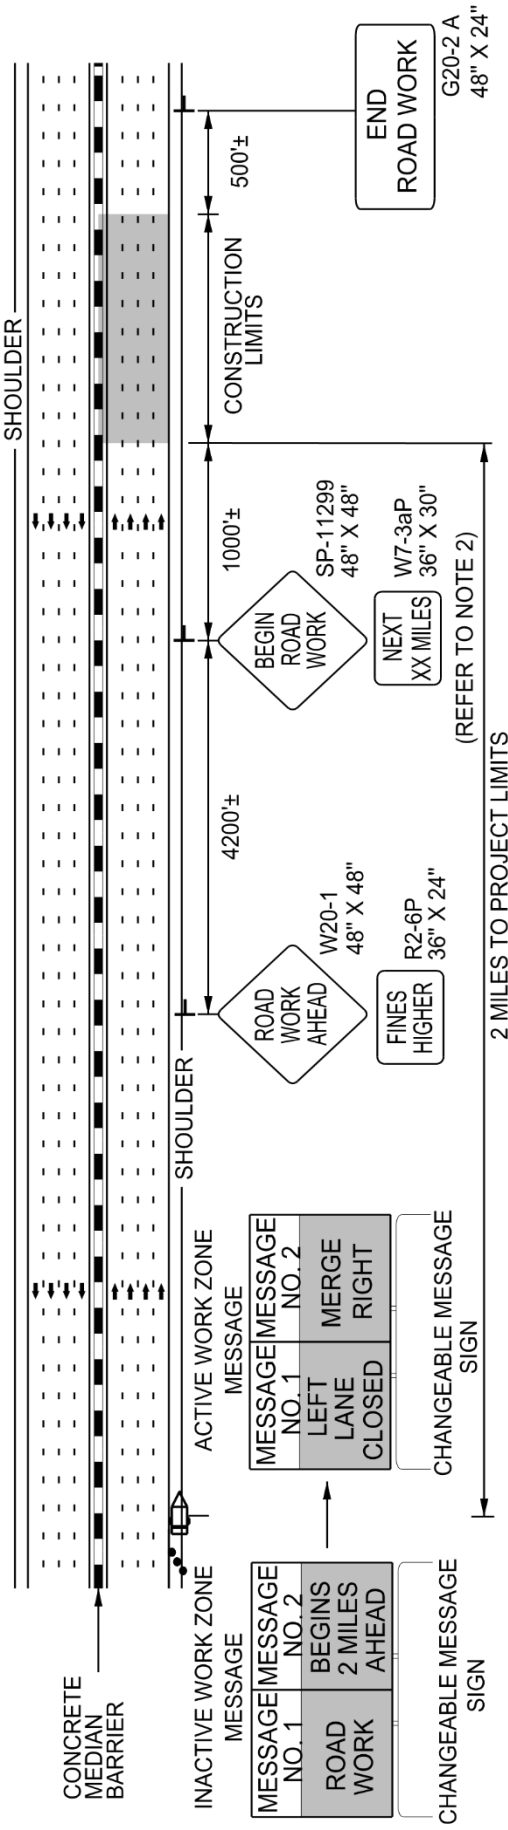 SHOULDER
CONCRETE
MEDIAN
BARRIER
SHOULDER
INACTIVE WORK ZONE
MESSAGE
MESSAGE
NO. 1
MESSAGE
NO. 2
ROAD
WORK
BEGINS
2 MILES
AHEAD
CHANGEABLE MESSAGE
SIGN
ACTIVE WORK ZONE
MESSAGE
MESSAGE
NO. 1
MESSAGE
NO. 2
LEFT
LANE
CLOSED
MERGE
RIGHT
CHANGEABLE MESSAGE
SIGN
4200'±
1000'±
CONSTRUCTION
LIMITS
500'±
ROAD
WORK
AHEAD
W20-1
48" X 48"
FINES
HIGHER
R2-6P
36" X 24"
BEGIN
ROAD
WORK
SP-11299
48" X 48"
NEXT
XX MILES
W7-3aP
36" X 30"
END
ROAD WORK
G20-2 A
48" X 24"
(REFER TO NOTE 2)
2 MILES TO PROJECT LIMITS